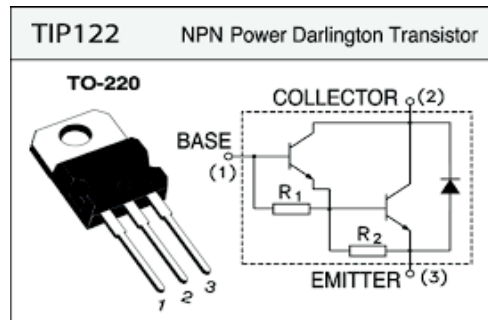 TIP122 NPN Power Darlington Transistor
TO-220
COLLECTOR (2)
BASE
(1)
R1
R2
EMITTER (3)
1 2 3